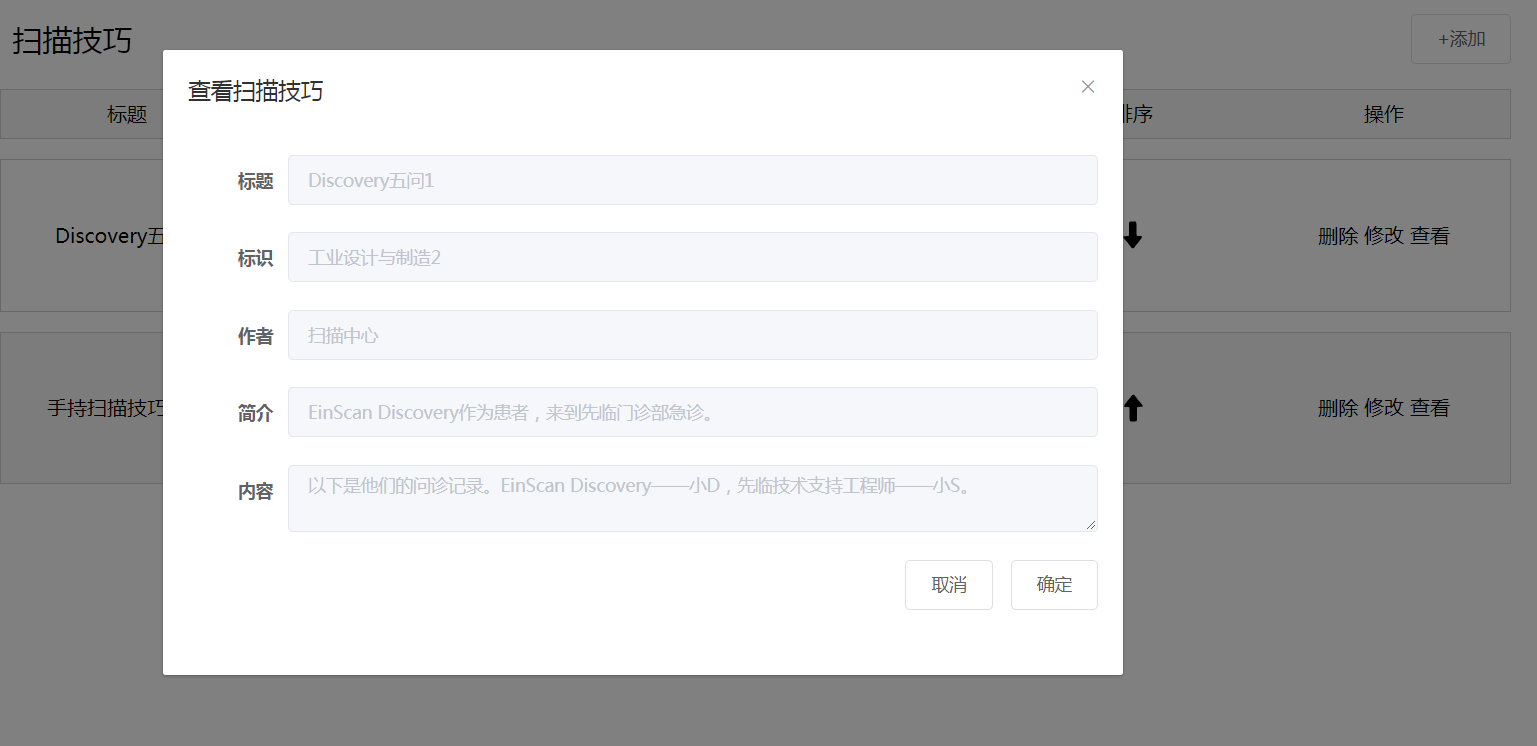 扫描技巧
+添加
查看扫描技巧
标题
排序
操作
标题
Discovery五问1
标识
工业设计与制造2
Discovery五
删除 修改 查看
作者
扫描中心
简介
EinScan Discovery作为患者，来到先临门诊部急诊。
手持扫描技巧
删除 修改 查看
内容
以下是他们的问诊记录。EinScan Discovery——小D，先临技术支持工程师——小S。
取消
确定